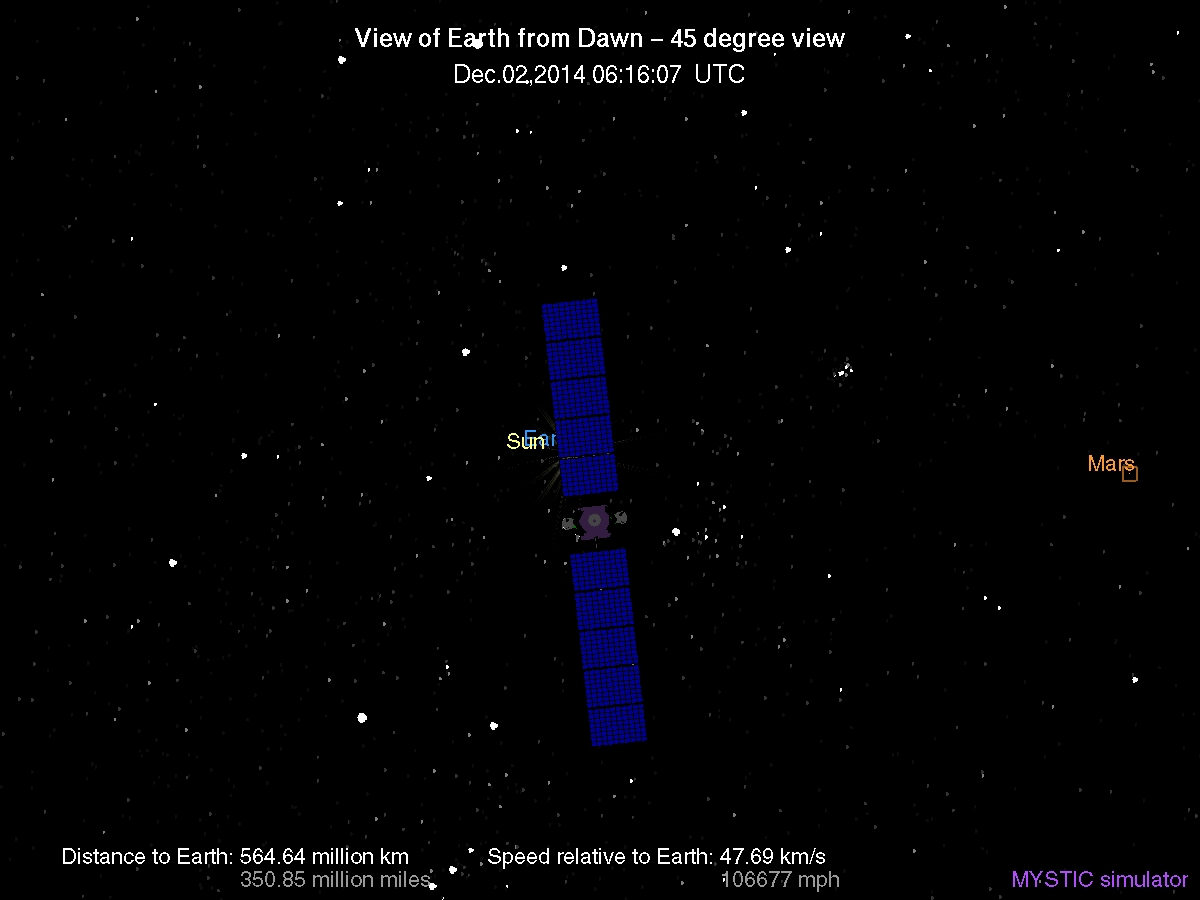 View of Earth from Dawn – 45 degree view
Dec.02,2014 06:16:07 UTC
Sun
Ear
Mars
Distance to Earth: 564.64 million km
350.85 million miles
Speed relative to Earth: 47.69 km/s
106677 mph
MYSTIC simulator